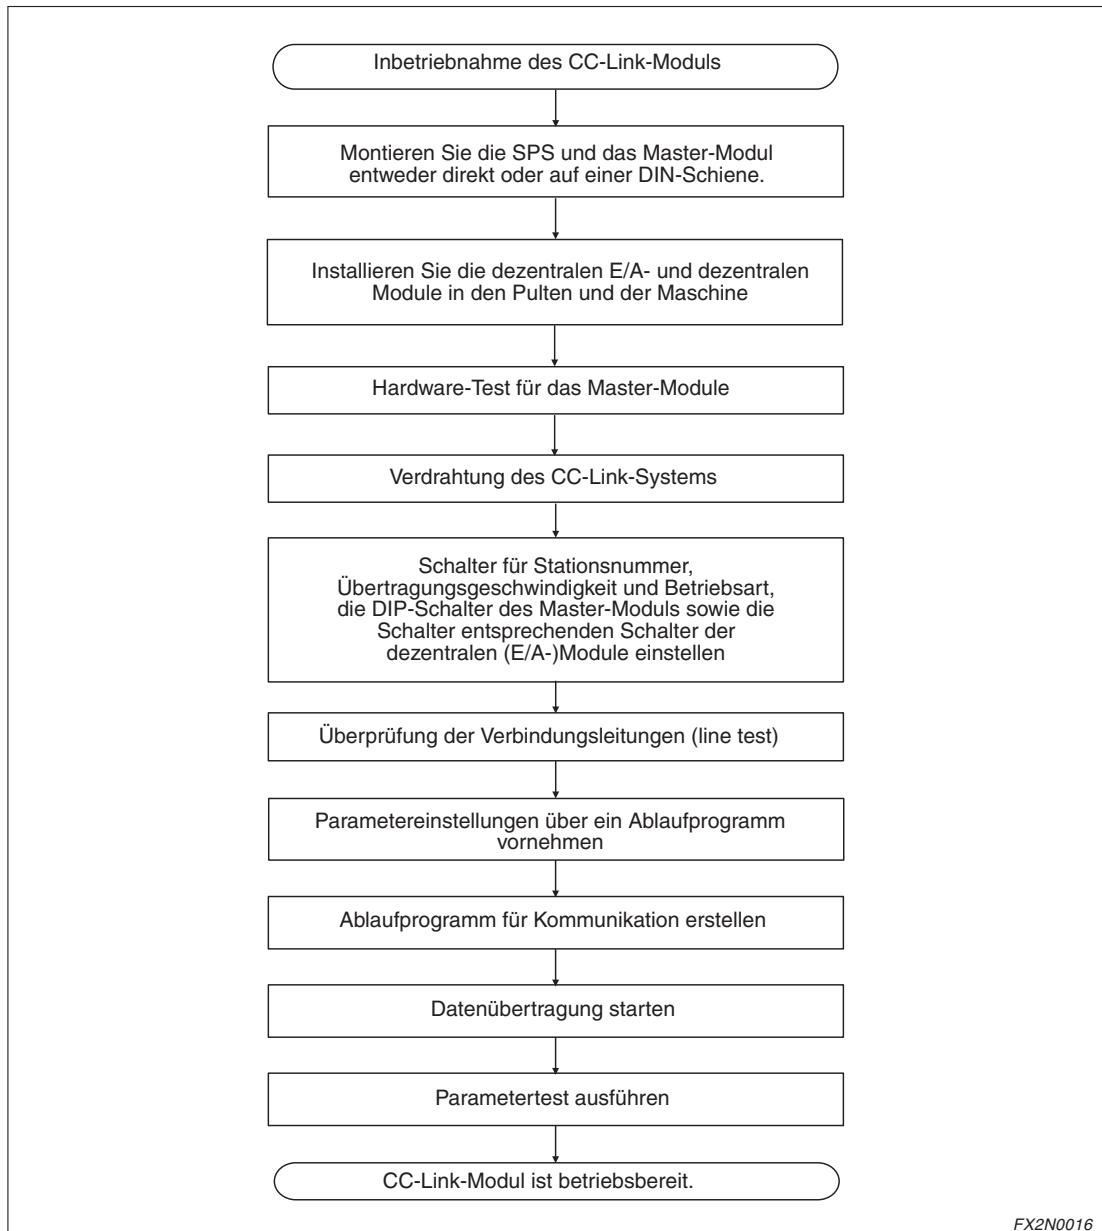 Inbetriebnahme des CC-Link-Moduls
Montieren Sie die SPS und das Master-Modul
entweder direkt oder auf einer DIN-Schiene.
Installieren Sie die dezentralen E/A- und dezentralen
Module in den Pulten und der Maschine
Hardware-Test für das Master-Module
Verdrahtung des CC-Link-Systems
Schalter für Stationsnummer,
Übertragungsgeschwindigkeit und Betriebsart,
die DIP-Schalter des Master-Moduls sowie die
Schalter entsprechenden Schalter der
dezentralen (E/A-)Module einstellen
Überprüfung der Verbindungsleitungen (line test)
Parametereinstellungen über ein Ablaufprogramm
vornehmen
Ablaufprogramm für Kommunikation erstellen
Datenübertragung starten
Parametertest ausführen
CC-Link-Modul ist betriebsbereit.
FX2N0016